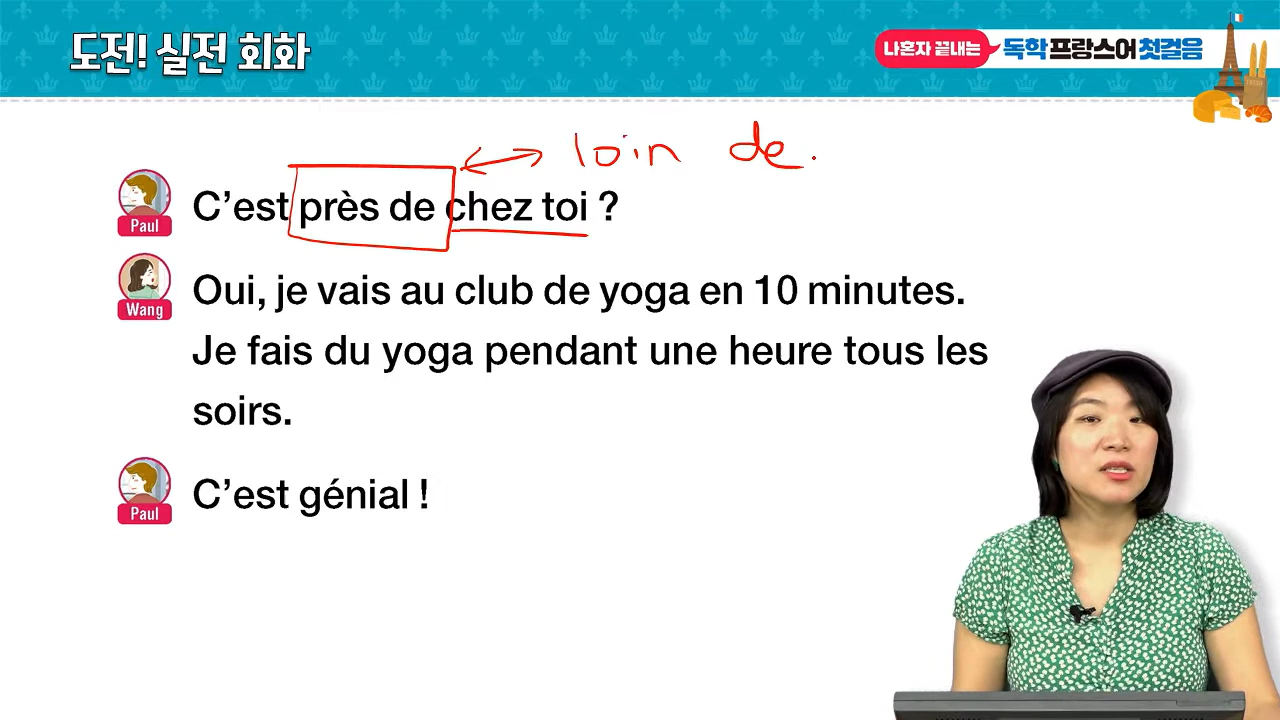 도전! 실전 회화
나혼자 끝내는 독학 프랑스어 첫걸음
loin de.
Paul C'est près de chez toi ?
Wang Oui, je vais au club de yoga en 10 minutes.
Je fais du yoga pendant une heure tous les
soirs.
Paul C'est génial !